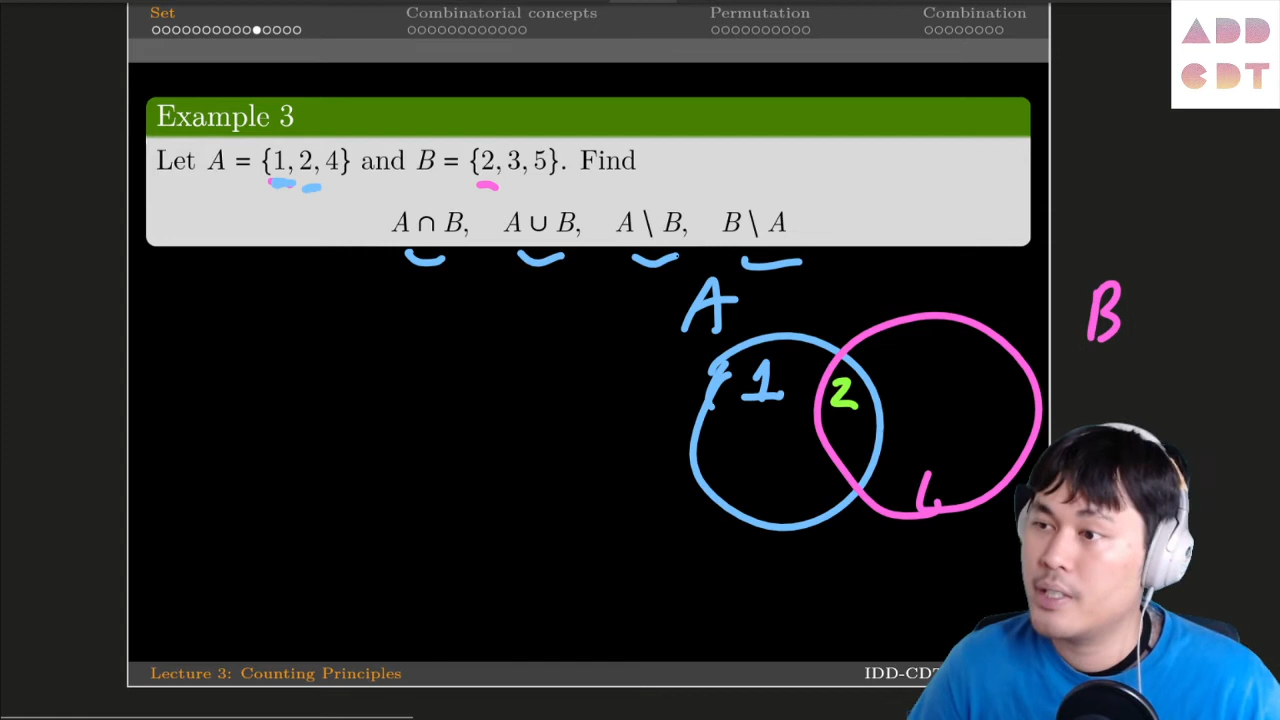 Set Combinatorial concepts Permutation Combination
ADD
CDT
Example 3
Let A = {1, 2, 4} and B = {2, 3, 5}. Find
A ∩ B, A ∪ B, A \ B, B \ A
A
B
1
2
Lecture 3: Counting Principles
IDD-CDT